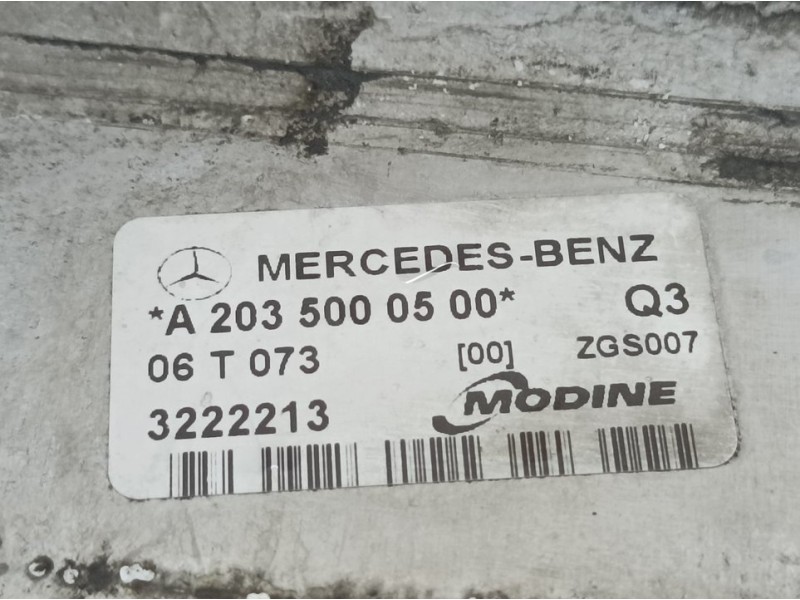 MERCEDES-BENZ
*A 203 500 05 00* Q3
06 T 073 [00] ZGS007
3222213 MODINE